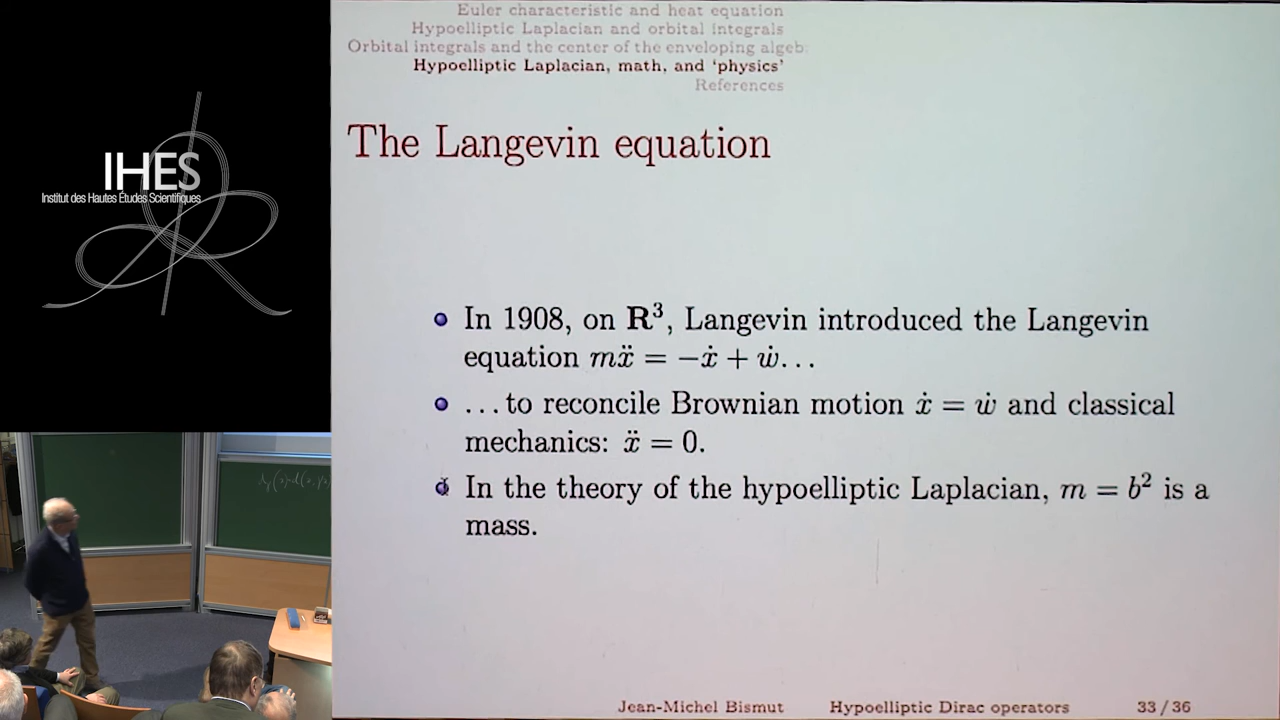 IHES
Institut des Hautes Études Scientifiques
Euler characteristic and heat equation
Hypoelliptic Laplacian and orbital integrals
Orbital integrals and the center of the enveloping algeb
Hypoelliptic Laplacian, math, and ‘physics’
References
The Langevin equation
In 1908, on R³, Langevin introduced the Langevin
equation mẍ = −ẋ + ẇ...
...to reconcile Brownian motion ẋ = ẇ and classical
mechanics: ẍ = 0.
In the theory of the hypoelliptic Laplacian, m = b² is a
mass.
Jean-Michel Bismut Hypoelliptic Dirac operators 33 / 36